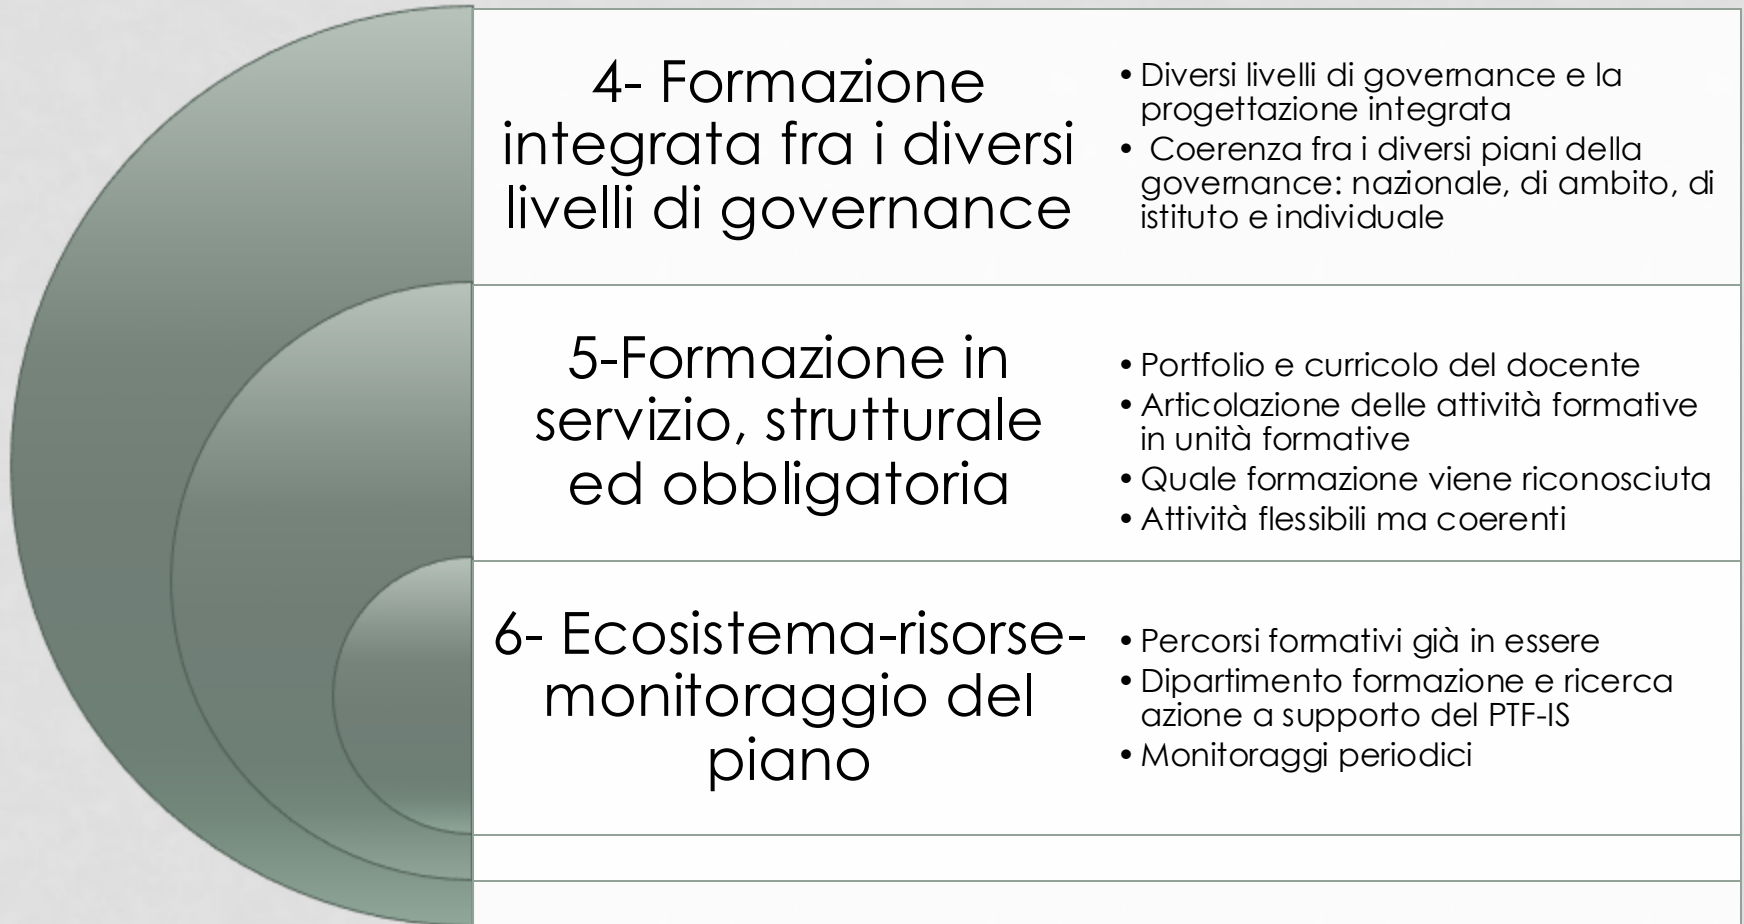 4- Formazione
integrata fra i diversi
livelli di governance
• Diversi livelli di governance e la
progettazione integrata
• Coerenza fra i diversi piani della
governance: nazionale, di ambito, di
istituto e individuale
5-Formazione in
servizio, strutturale
ed obbligatoria
• Portfolio e curricolo del docente
• Articolazione delle attività formative
in unità formative
• Quale formazione viene riconosciuta
• Attività flessibili ma coerenti
6- Ecosistema-risorse-
monitoraggio del
piano
• Percorsi formativi già in essere
• Dipartimento formazione e ricerca
azione a supporto del PTF-IS
• Monitoraggi periodici